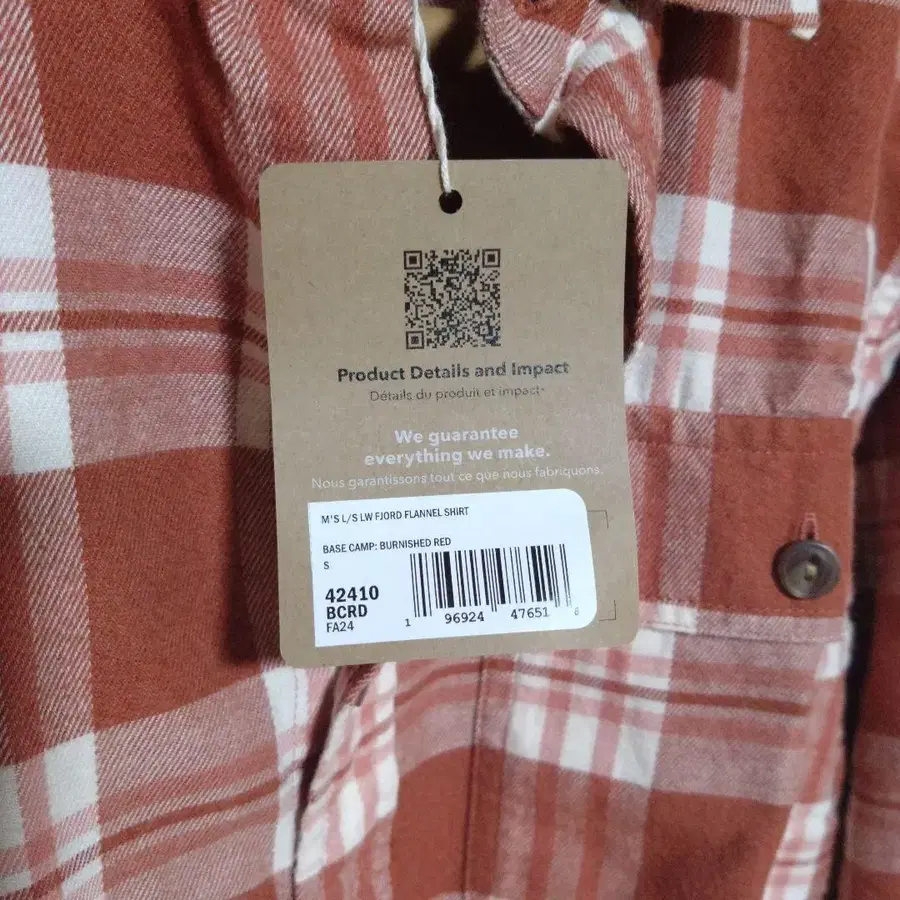 Product Details and Impact
Détails du produit et impact
We guarantee
everything we make.
Nous garantissons tout ce que nous fabriquons.
M'S L/S LW FJORD FLANNEL SHIRT
BASE CAMP: BURNISHED RED
S
42410
BCRD
FA24
1 96924 47651 6